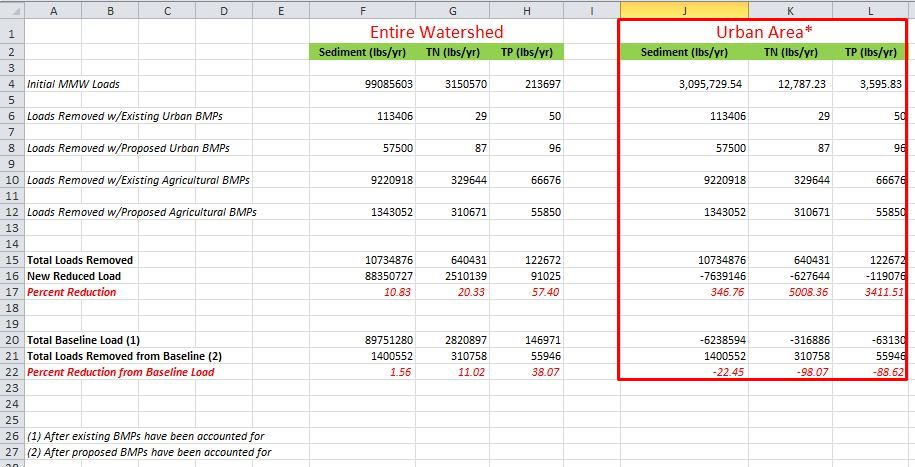 A B C D E F G H I J K L
1 Entire Watershed Urban Area*
2 Sediment (lbs/yr) TN (lbs/yr) TP (lbs/yr) Sediment (lbs/yr) TN (lbs/yr) TP (lbs/yr)
3
4 Initial MMW Loads 99085603 3150570 213697 3,095,729.54 12,787.23 3,595.83
5
6 Loads Removed w/Existing Urban BMPs 113406 29 50 113406 29 50
7
8 Loads Removed w/Proposed Urban BMPs 57500 87 96 57500 87 96
9
10 Loads Removed w/Existing Agricultural BMPs 9220918 329644 66676 9220918 329644 66676
11
12 Loads Removed w/Proposed Agricultural BMPs 1343052 310671 55850 1343052 310671 55850
13
14
15 Total Loads Removed 10734876 640431 122672 10734876 640431 122672
16 New Reduced Load 88350727 2510139 91025 -7639146 -627644 -119076
17 Percent Reduction 10.83 20.33 57.40 346.76 5008.36 3411.51
18
19
20 Total Baseline Load (1) 89751280 2820897 146971 -6238594 -316886 -63130
21 Total Loads Removed from Baseline (2) 1400552 310758 55946 1400552 310758 55946
22 Percent Reduction from Baseline Load 1.56 11.02 38.07 -22.45 -98.07 -88.62
23
24
25
26 (1) After existing BMPs have been accounted for
27 (2) After proposed BMPs have been accounted for